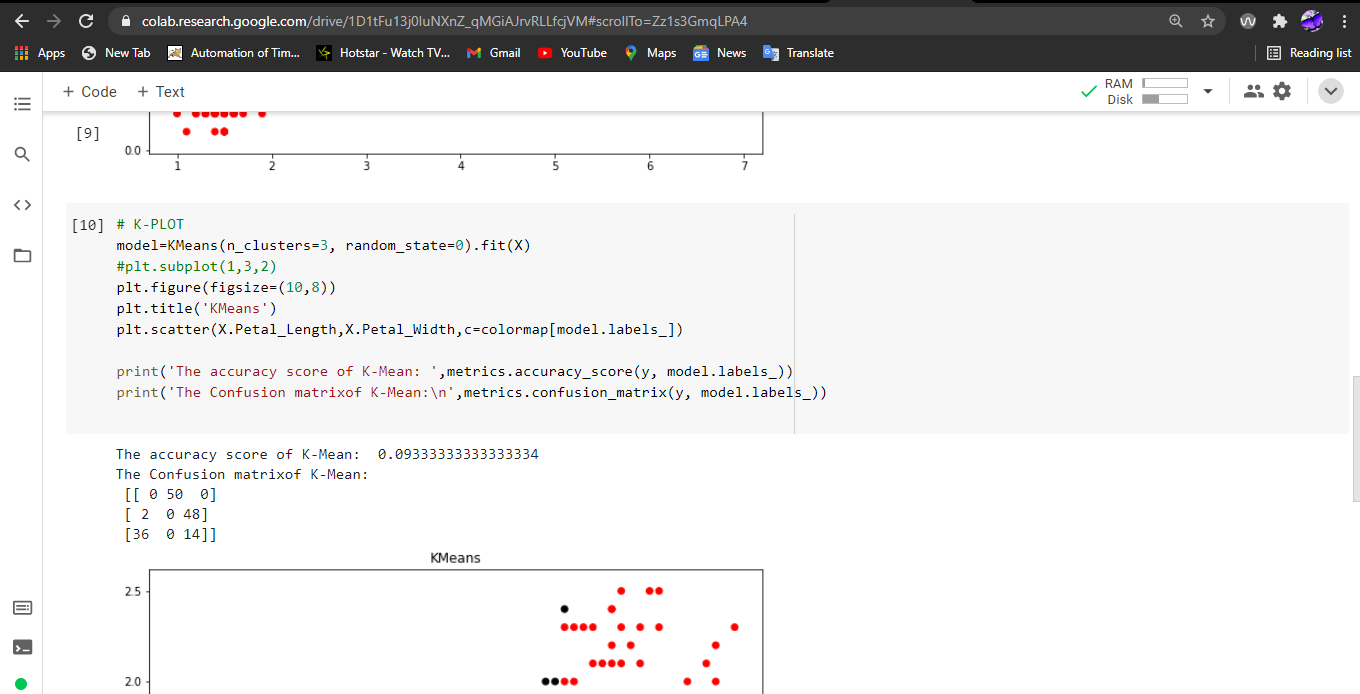 colab.research.google.com/drive/1D1tFu13j0luNXnZ_qMGiAJrvRLLfcjVM#scrollTo=Zz1s3GmqLPA4
Apps New Tab Automation of Tim... Hotstar - Watch TV... Gmail YouTube Maps News Translate Reading list
+ Code + Text RAM
Disk
[9]
0.0
1 2 3 4 5 6 7
[10] # K-PLOT
model=KMeans(n_clusters=3, random_state=0).fit(X)
#plt.subplot(1,3,2)
plt.figure(figsize=(10,8))
plt.title('KMeans')
plt.scatter(X.Petal_Length,X.Petal_Width,c=colormap[model.labels_])
print('The accuracy score of K-Mean: ',metrics.accuracy_score(y, model.labels_))
print('The Confusion matrixof K-Mean:\n',metrics.confusion_matrix(y, model.labels_))
The accuracy score of K-Mean:  0.09333333333333334
The Confusion matrixof K-Mean:
[[ 0 50  0]
[ 2  0 48]
[36  0 14]]
KMeans
2.5
2.0